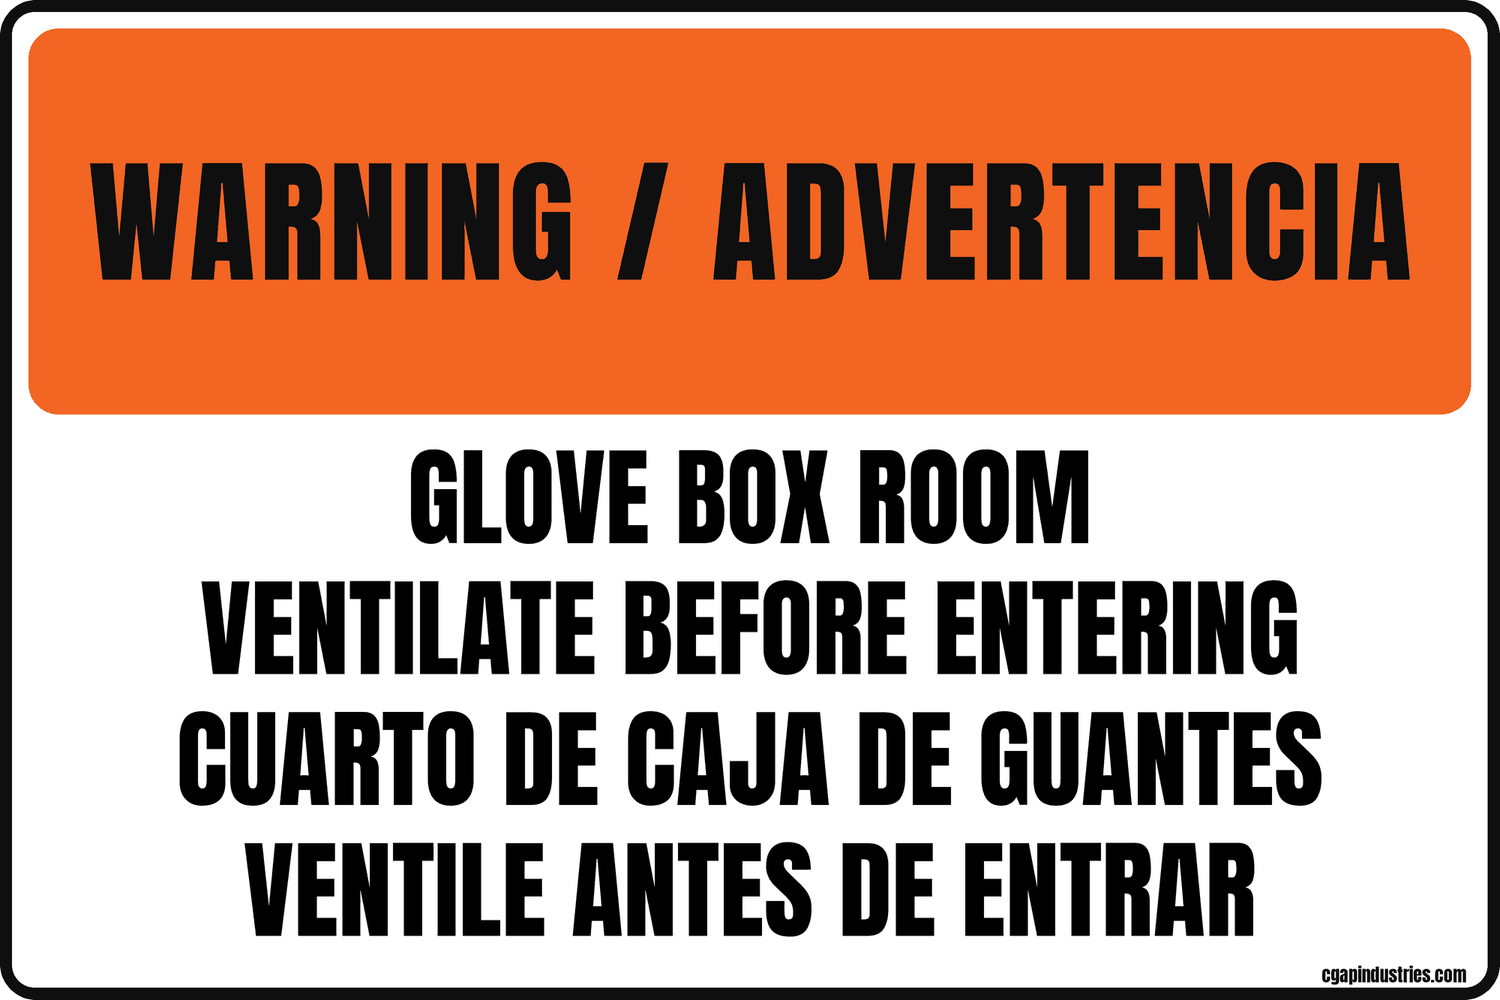 WARNING / ADVERTENCIA
GLOVE BOX ROOM
VENTILATE BEFORE ENTERING
CUARTO DE CAJA DE GUANTES
VENTILE ANTES DE ENTRAR
cgapindustries.com